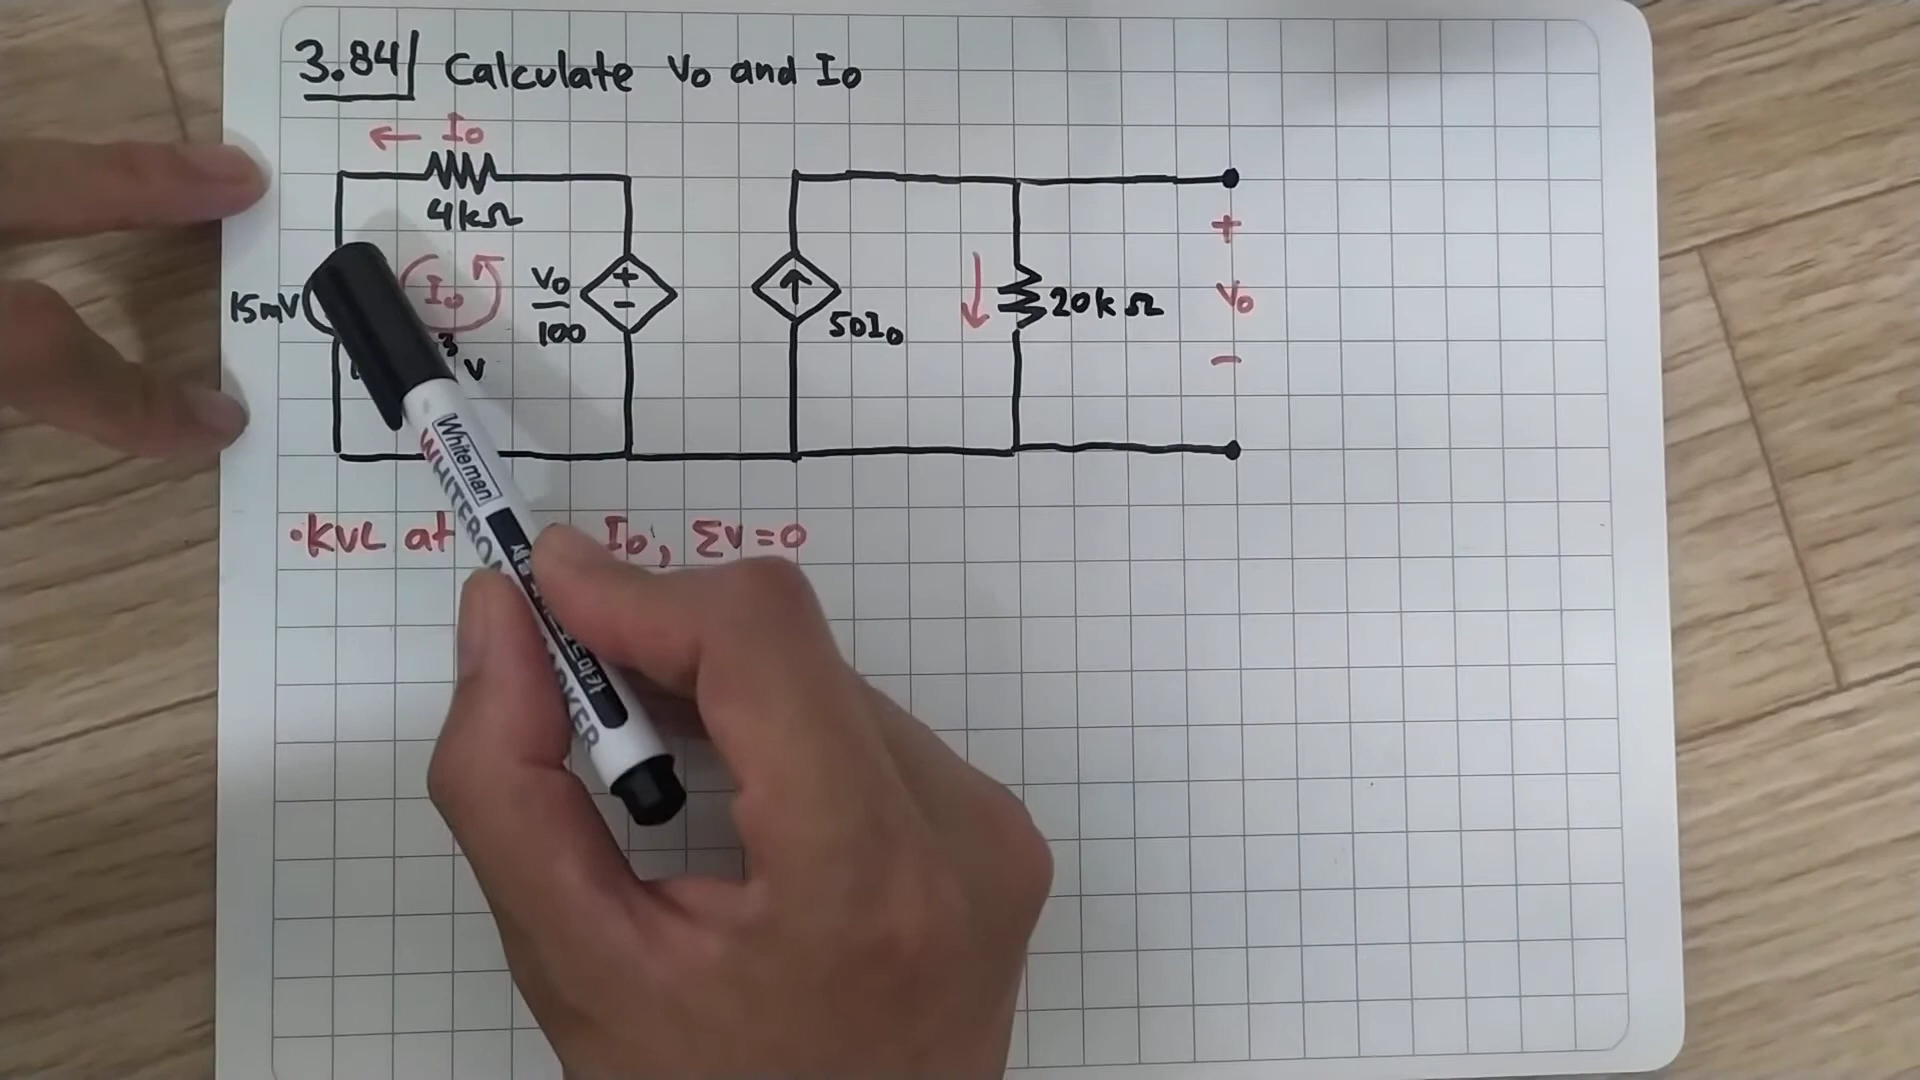 3.84 Calculate Vo and Io
← Io
4kΩ
15mV
Io
Vo
100
+
-
50Io
20kΩ
+
Vo
-
3
V
·KVL at Io, ΣV=0
Whiteman